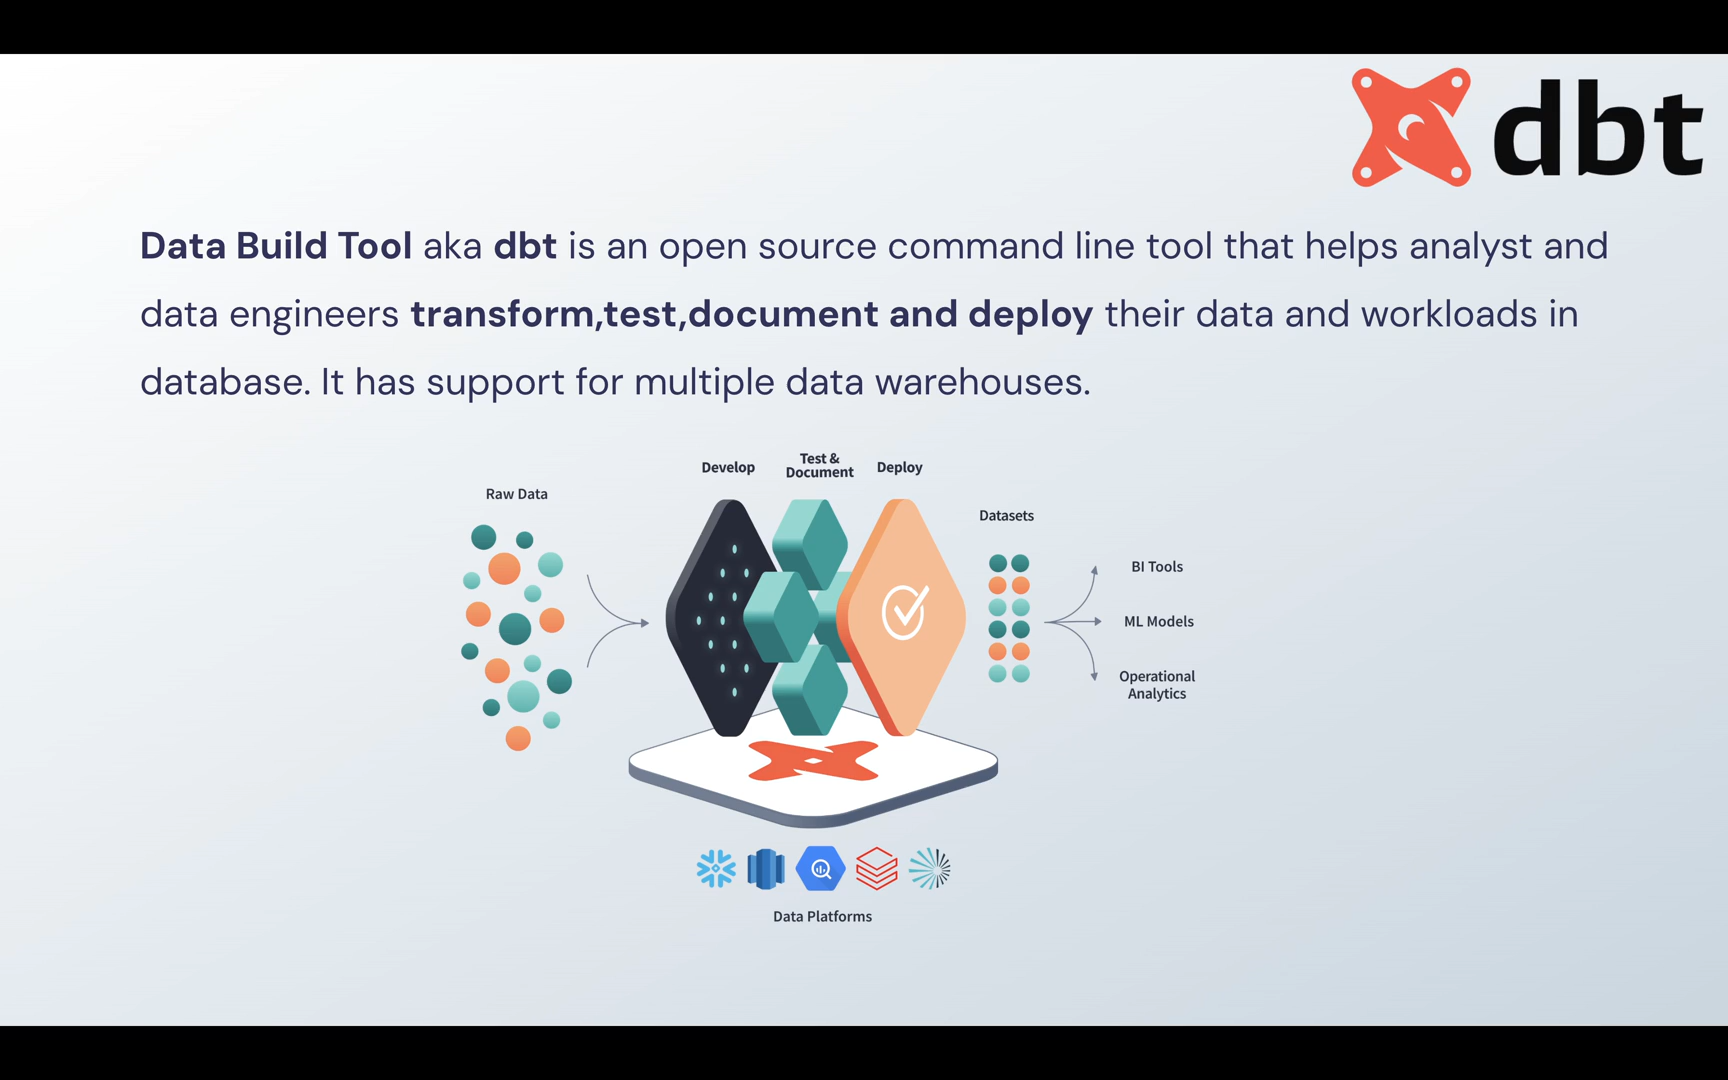 dbt
Data Build Tool aka dbt is an open source command line tool that helps analyst and
data engineers transform,test,document and deploy their data and workloads in
database. It has support for multiple data warehouses.
Raw Data
Develop
Test &
Document
Deploy
Datasets
BI Tools
ML Models
Operational
Analytics
Data Platforms